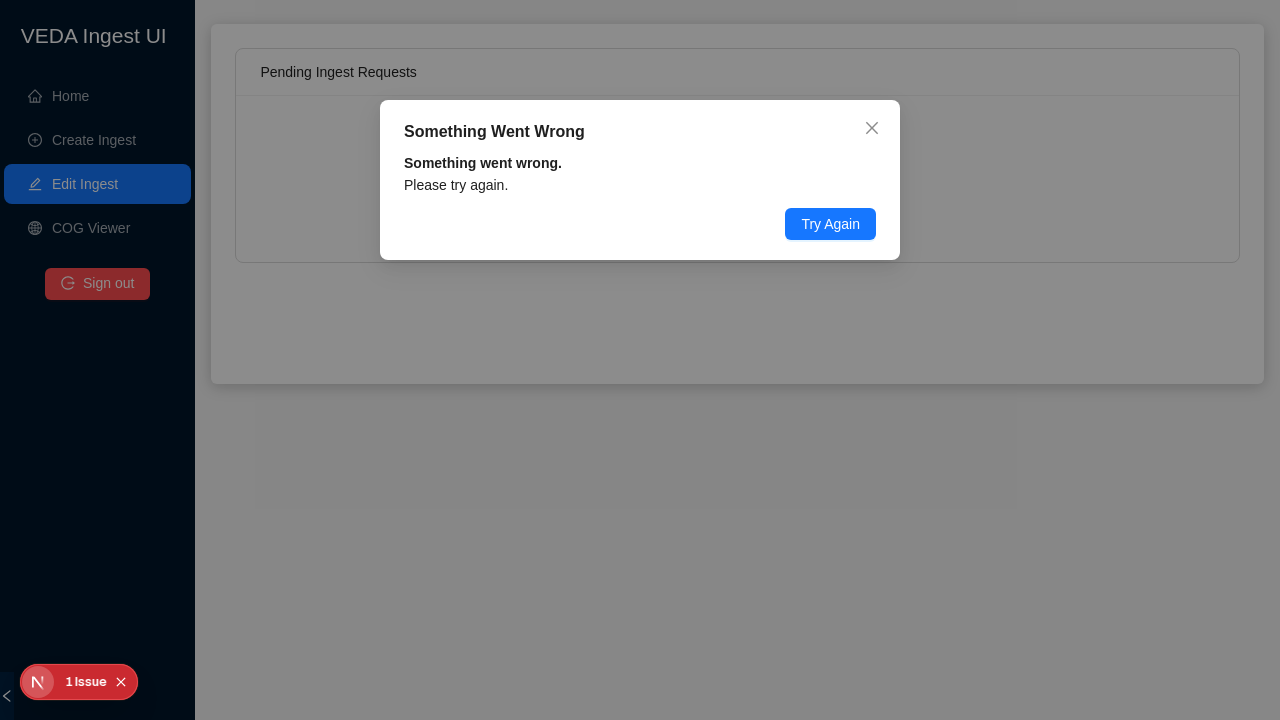 VEDA Ingest UI
Home
Create Ingest
Edit Ingest
COG Viewer
Sign out
Pending Ingest Requests
Something Went Wrong
Something went wrong.
Please try again.
Try Again
1 Issue